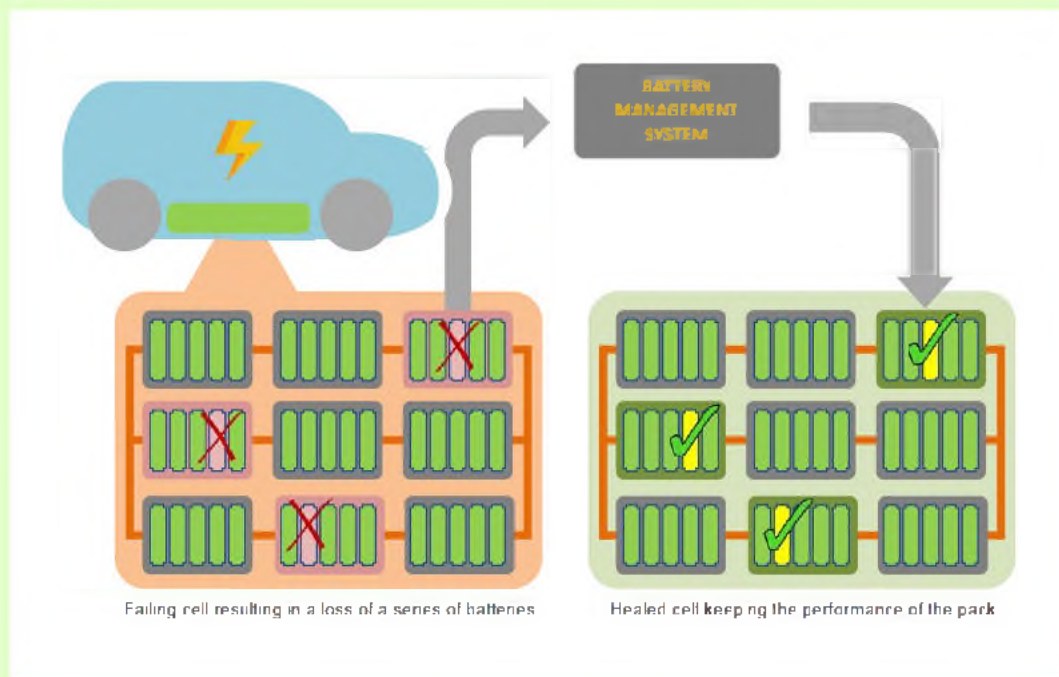 BATTERY
MANAGEMENT
SYSTEM
Failing cell resulting in a loss of a series of batteries
Healed cell keeping the performance of the park